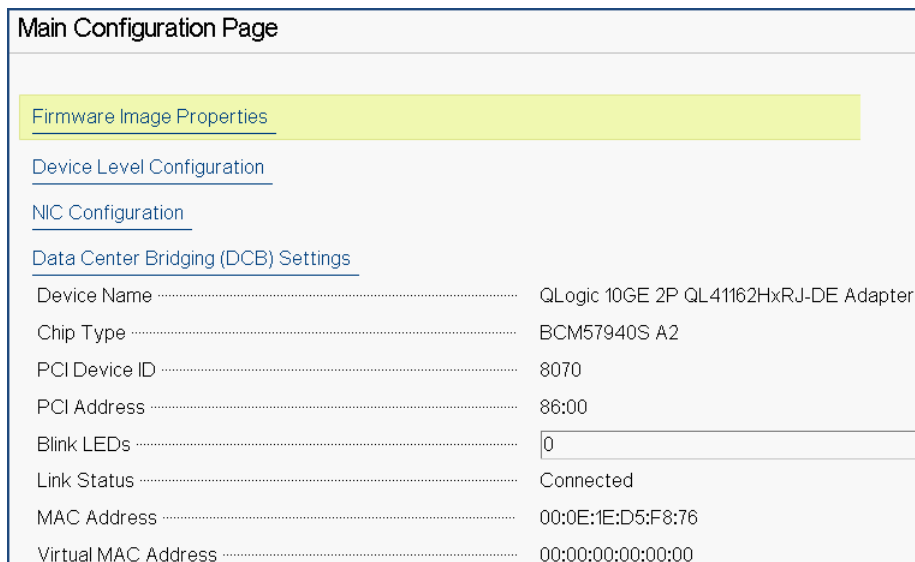 Main Configuration Page
Firmware Image Properties
Device Level Configuration
NIC Configuration
Data Center Bridging (DCB) Settings
Device Name QLogic 10GE 2P QL41162HxRJ-DE Adapter
Chip Type BCM57940S A2
PCI Device ID 8070
PCI Address 86:00
Blink LEDs 0
Link Status Connected
MAC Address 00:0E:1E:D5:F8:76
Virtual MAC Address 00:00:00:00:00:00